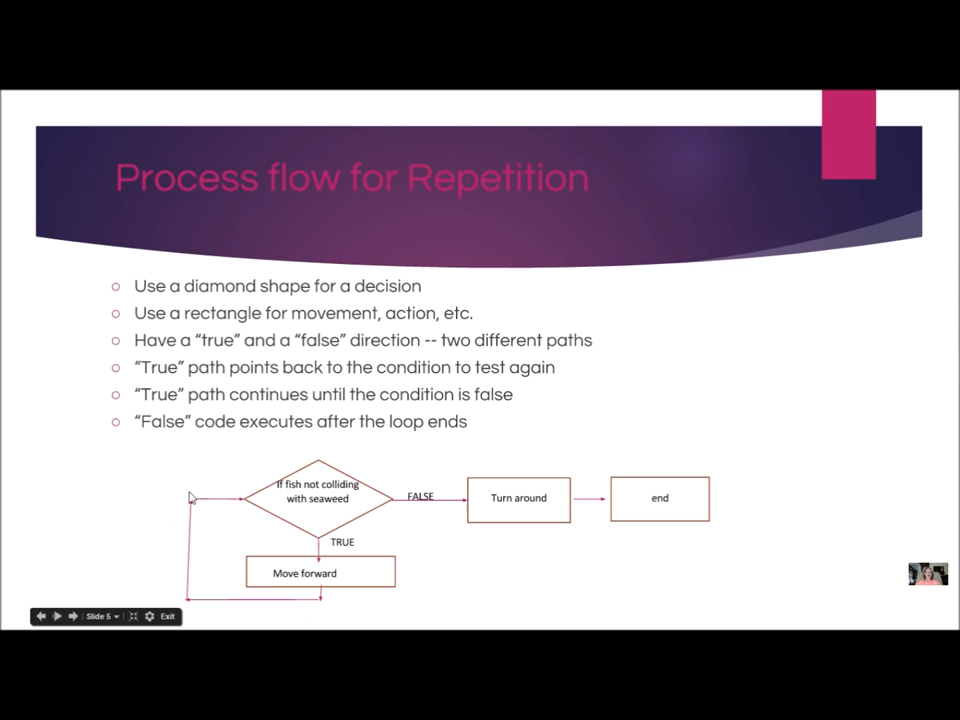 Process flow for Repetition
Use a diamond shape for a decision
Use a rectangle for movement, action, etc.
Have a “true” and a “false” direction -- two different paths
“True” path points back to the condition to test again
“True” path continues until the condition is false
“False” code executes after the loop ends
If fish not colliding
with seaweed
FALSE
Turn around
end
TRUE
Move forward
Slide 5
Exit